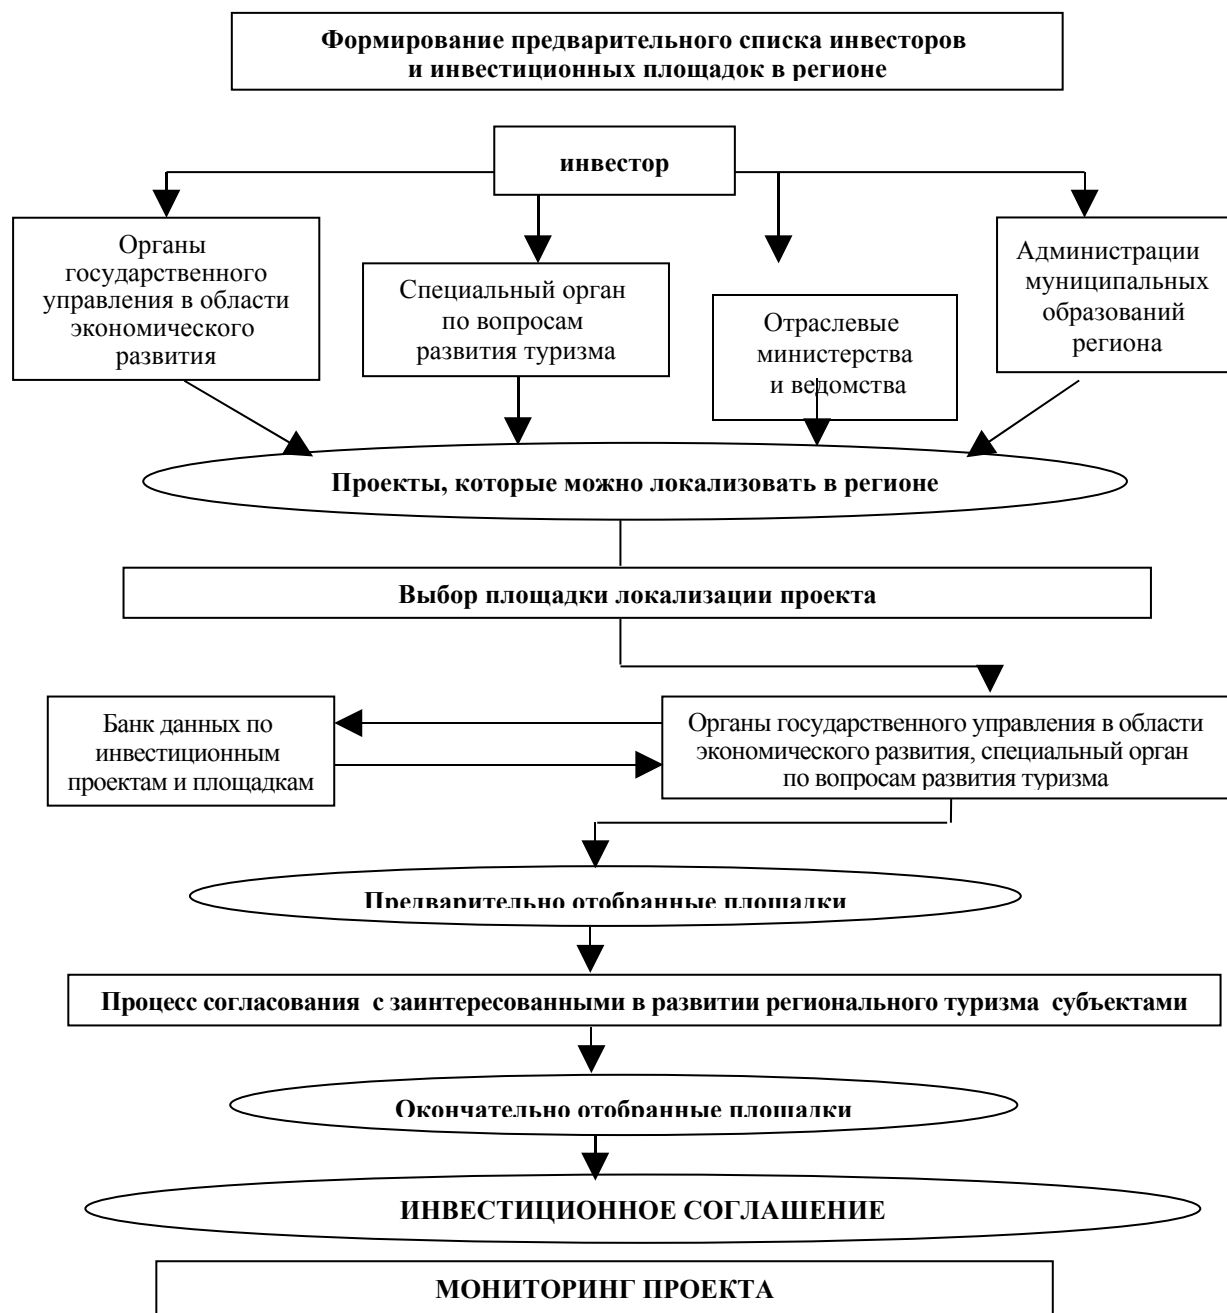 Формирование предварительного списка инвесторов
и инвестиционных площадок в регионе
инвестор
Органы
государственного
управления в области
экономического
развития
Специальный орган
по вопросам
развития туризма
Отраслевые
министерства
и ведомства
Администрации
муниципальных
образований
региона
Проекты, которые можно локализовать в регионе
Выбор площадки локализации проекта
Банк данных по
инвестиционным
проектам и площадкам
Органы государственного управления в области
экономического развития, специальный орган
по вопросам развития туризма
Предварительно отобранные площадки
Процесс согласования с заинтересованными в развитии регионального туризма субъектами
Окончательно отобранные площадки
ИНВЕСТИЦИОННОЕ СОГЛАШЕНИЕ
МОНИТОРИНГ ПРОЕКТА